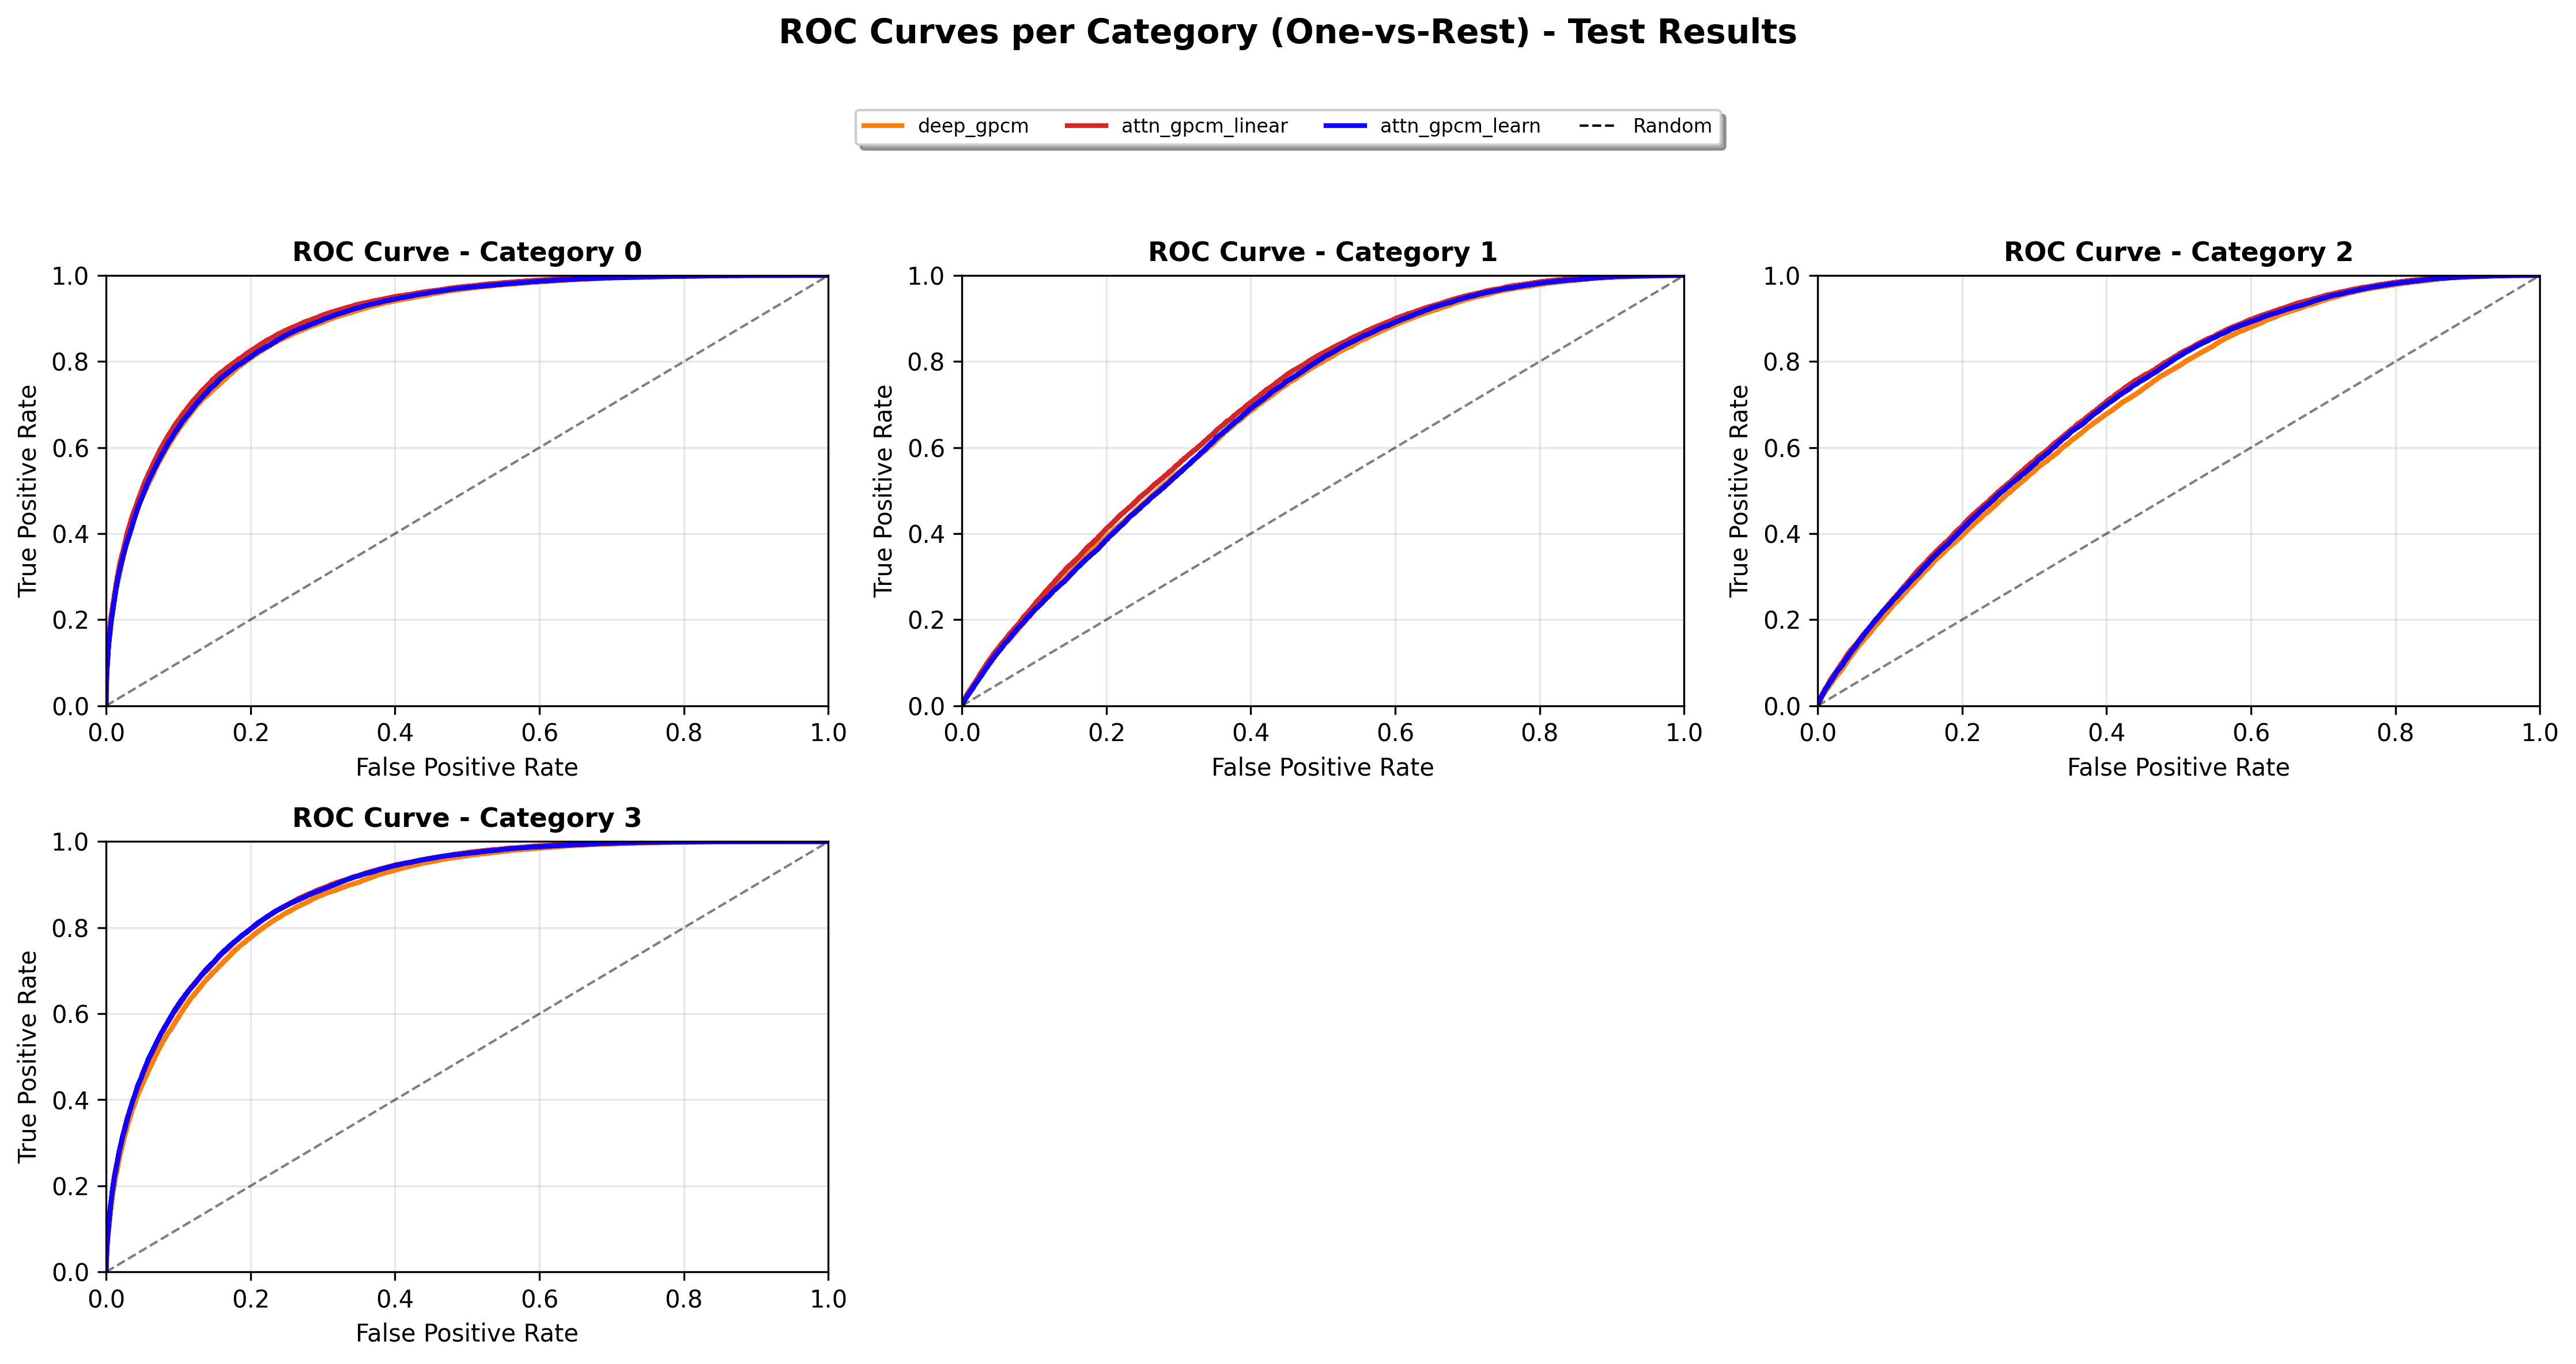 ROC Curves per Category (One-vs-Rest) - Test Results
deep_gpcm attn_gpcm_linear attn_gpcm_learn Random
ROC Curve - Category 0
1.0
0.8
0.6
0.4
0.2
0.0
True Positive Rate
0.0 0.2 0.4 0.6 0.8 1.0
False Positive Rate
ROC Curve - Category 1
1.0
0.8
0.6
0.4
0.2
0.0
True Positive Rate
0.0 0.2 0.4 0.6 0.8 1.0
False Positive Rate
ROC Curve - Category 2
1.0
0.8
0.6
0.4
0.2
0.0
True Positive Rate
0.0 0.2 0.4 0.6 0.8 1.0
False Positive Rate
ROC Curve - Category 3
1.0
0.8
0.6
0.4
0.2
0.0
True Positive Rate
0.0 0.2 0.4 0.6 0.8 1.0
False Positive Rate